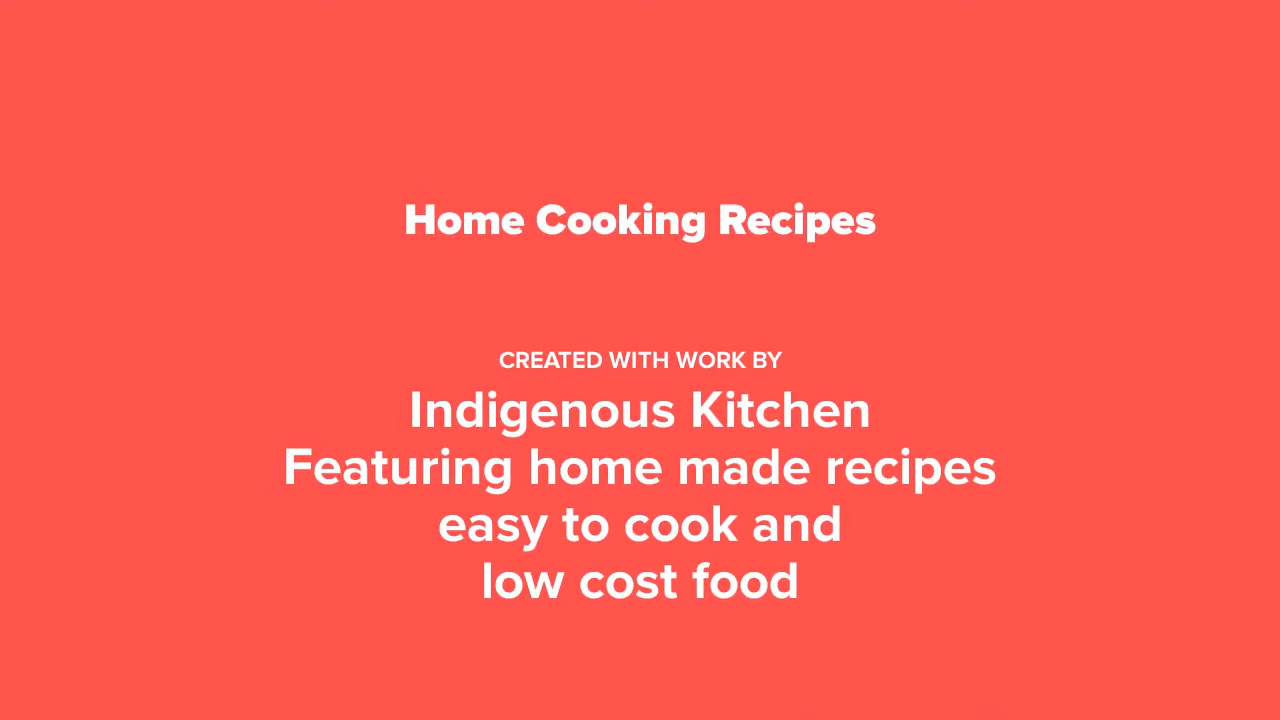 Home Cooking Recipes
CREATED WITH WORK BY
Indigenous Kitchen
Featuring home made recipes
easy to cook and
low cost food